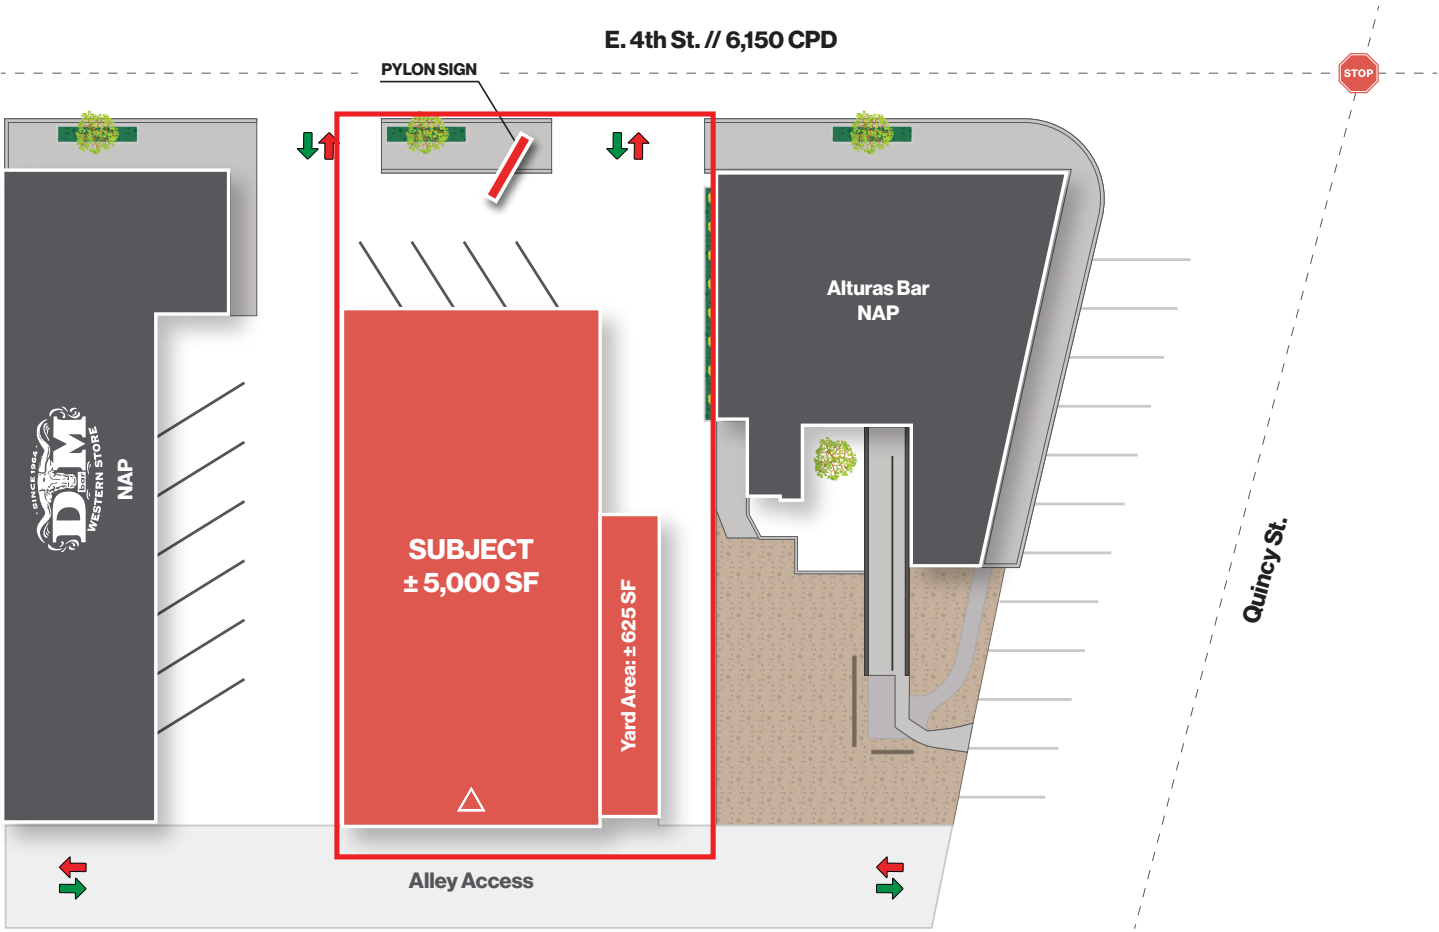 E. 4th St. // 6,150 CPD
PYLON SIGN
STOP
Alturas Bar
NAP
SINCE 1964
D&M
WESTERN STORE
NAP
SUBJECT
± 5,000 SF
Yard Area: ± 625 SF
Quincy St.
Alley Access